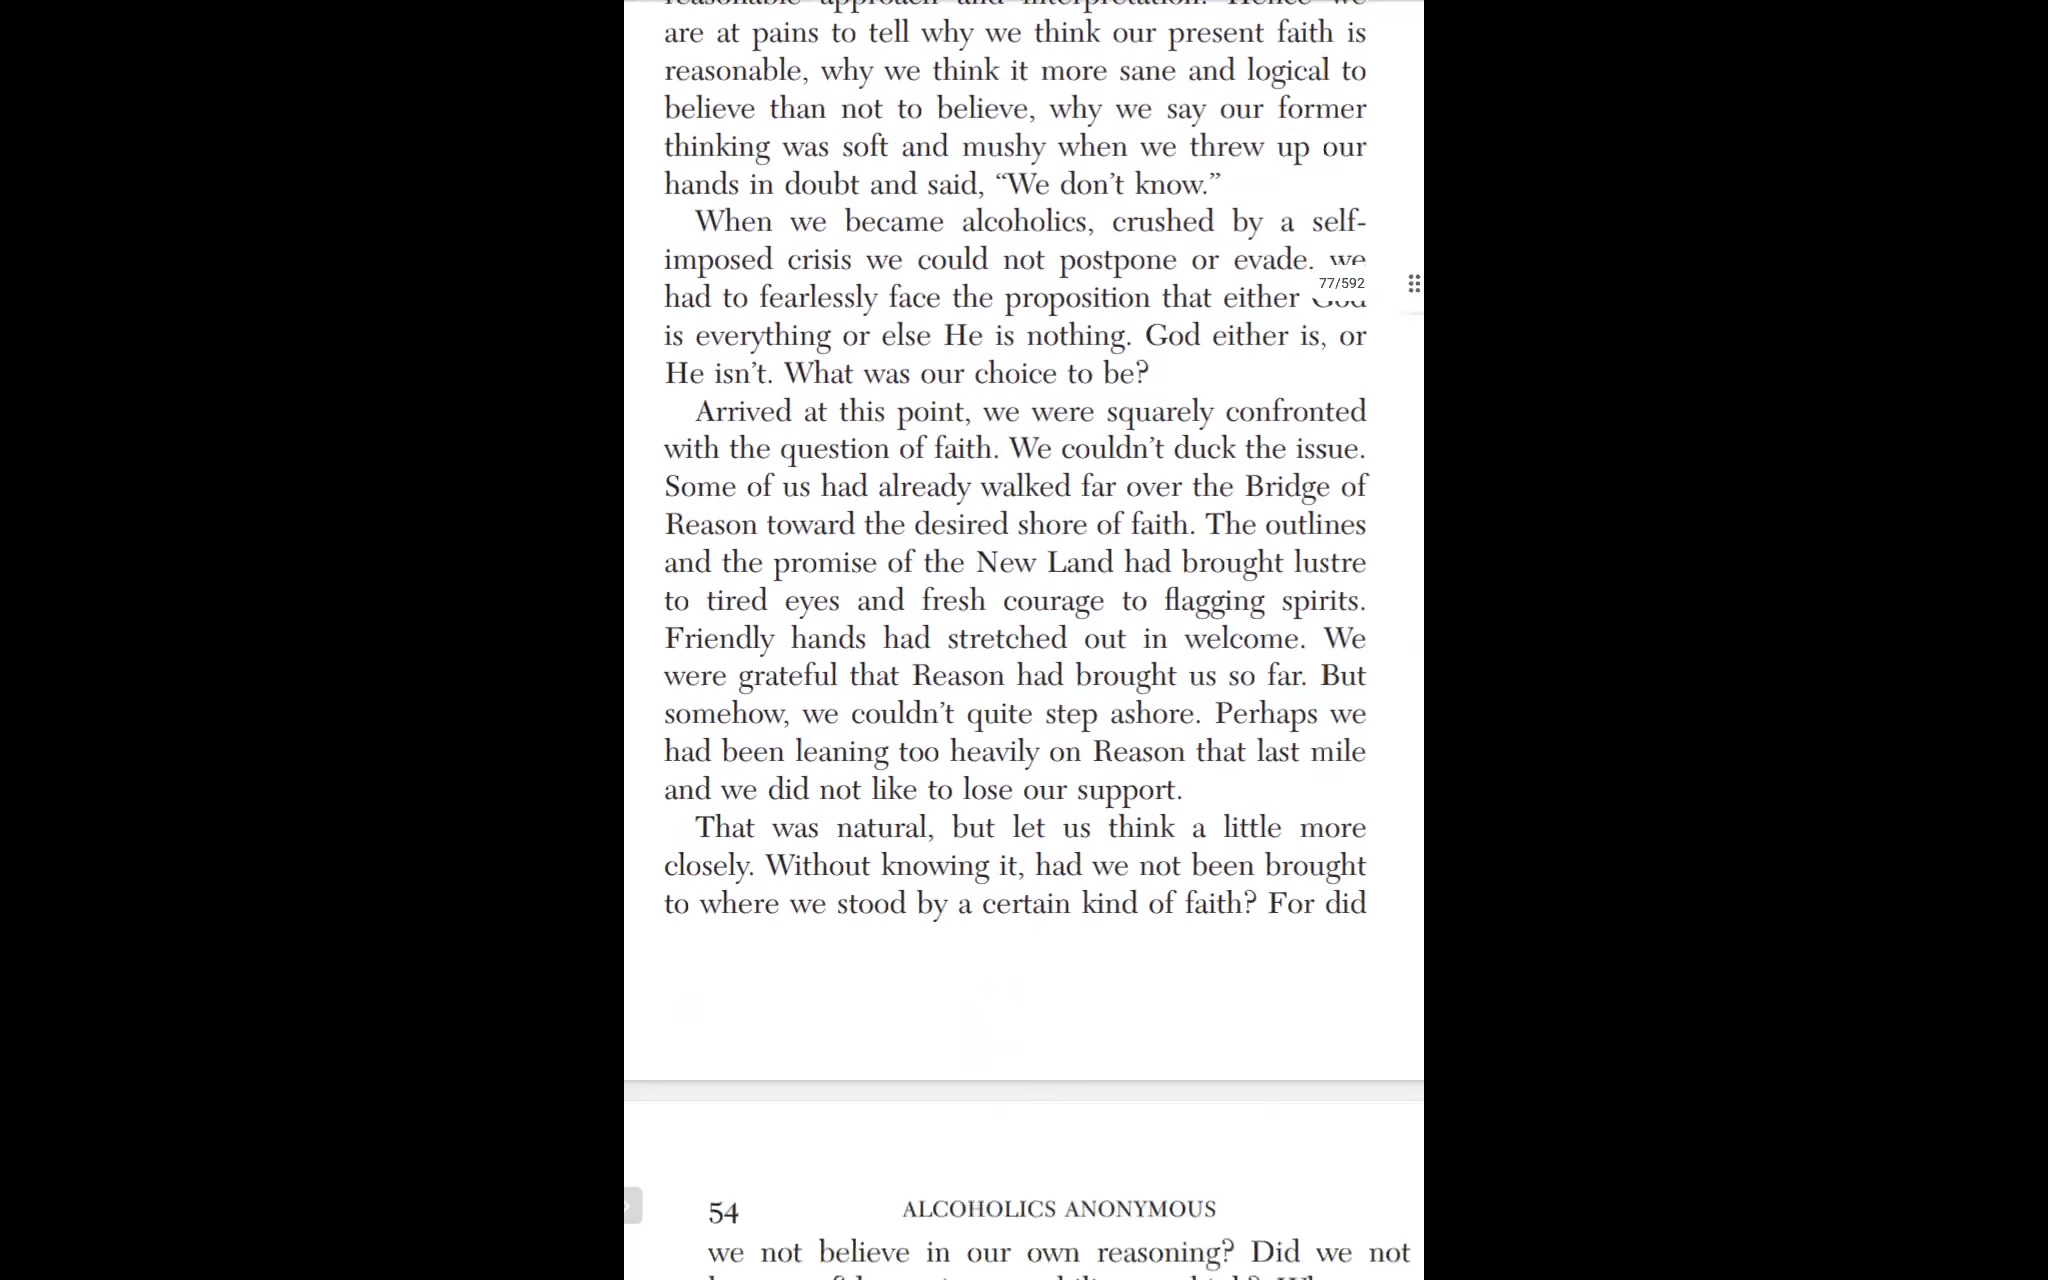 reasonable approach and interpretation. Hence we
are at pains to tell why we think our present faith is
reasonable, why we think it more sane and logical to
believe than not to believe, why we say our former
thinking was soft and mushy when we threw up our
hands in doubt and said, “We don’t know.”
When we became alcoholics, crushed by a self-
imposed crisis we could not postpone or evade. we
77/592
had to fearlessly face the proposition that either God
is everything or else He is nothing. God either is, or
He isn’t. What was our choice to be?
Arrived at this point, we were squarely confronted
with the question of faith. We couldn’t duck the issue.
Some of us had already walked far over the Bridge of
Reason toward the desired shore of faith. The outlines
and the promise of the New Land had brought lustre
to tired eyes and fresh courage to flagging spirits.
Friendly hands had stretched out in welcome. We
were grateful that Reason had brought us so far. But
somehow, we couldn’t quite step ashore. Perhaps we
had been leaning too heavily on Reason that last mile
and we did not like to lose our support.
That was natural, but let us think a little more
closely. Without knowing it, had we not been brought
to where we stood by a certain kind of faith? For did
54 ALCOHOLICS ANONYMOUS
we not believe in our own reasoning? Did we not